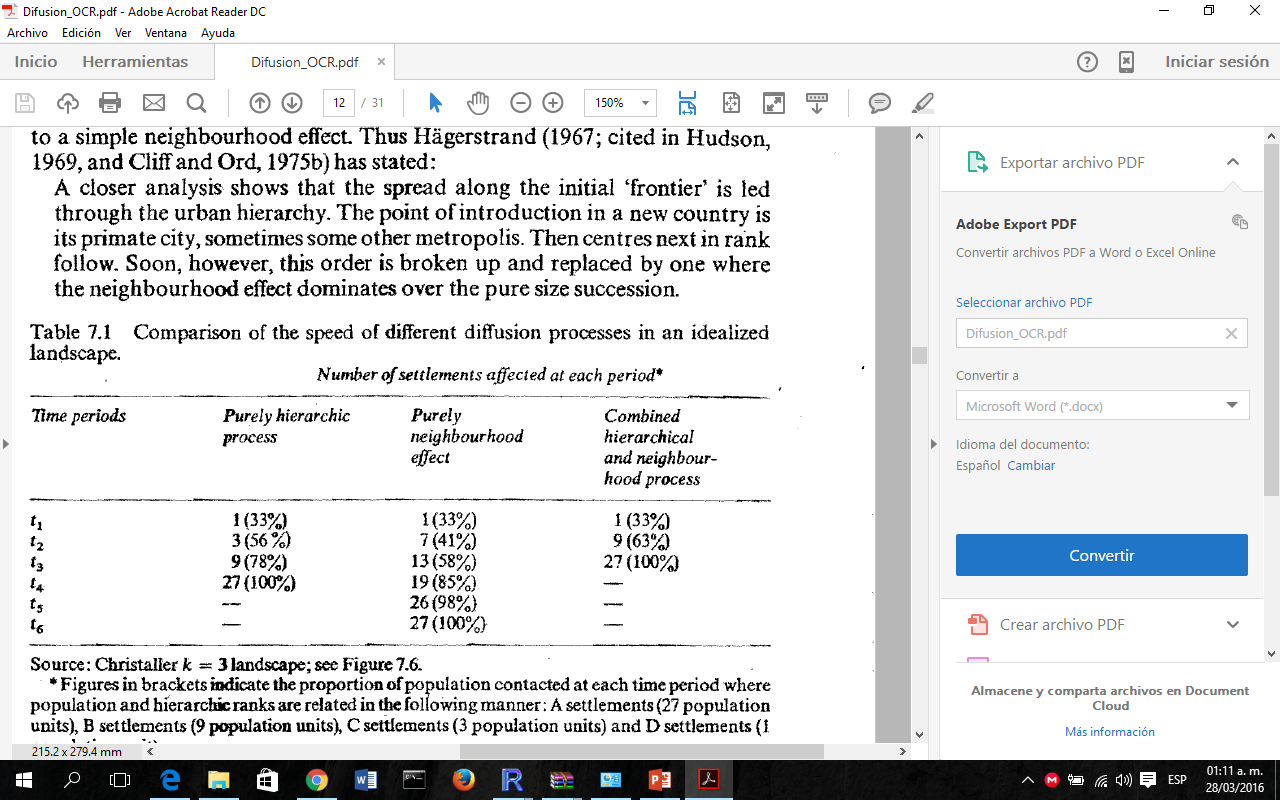 Difusion_OCR.pdf - Adobe Acrobat Reader DC
Archivo Edición Ver Ventana Ayuda
Inicio Herramientas Difusion_OCR.pdf × Iniciar sesión
12 / 31 150%
to a simple neighbourhood effect. Thus Hägerstrand (1967; cited in Hudson,
1969, and Cliff and Ord, 1975b) has stated:
A closer analysis shows that the spread along the initial ‘frontier’ is led
through the urban hierarchy. The point of introduction in a new country is
its primate city, sometimes some other metropolis. Then centres next in rank
follow. Soon, however, this order is broken up and replaced by one where
the neighbourhood effect dominates over the pure size succession.
Table 7.1 Comparison of the speed of different diffusion processes in an idealized
landscape.
Number of settlements affected at each period*
Time periods Purely hierarchic Purely Combined
process neighbourhood hierarchical
effect and neighbour-
hood process
t1 1 (33%) 1 (33%) 1 (33%)
t2 3 (56%) 7 (41%) 9 (63%)
t3 9 (78%) 13 (58%) 27 (100%)
t4 27 (100%) 19 (85%) —
t5 — 26 (98%) —
t6 — 27 (100%) —
Source: Christaller k = 3 landscape; see Figure 7.6.
* Figures in brackets indicate the proportion of population contacted at each time period where
population and hierarchic ranks are related in the following manner: A settlements (27 population
units), B settlements (9 population units), C settlements (3 population units) and D settlements (1
215.2 x 279.4 mm
Exportar archivo PDF
Adobe Export PDF
Convertir archivos PDF a Word o Excel Online
Seleccionar archivo PDF
Difusion_OCR.pdf
Convertir a
Microsoft Word (*.docx)
Idioma del documento:
Español Cambiar
Convertir
Crear archivo PDF
Almacene y comparta archivos en Document
Cloud
Más información
ESP
01:11 a. m.
28/03/2016